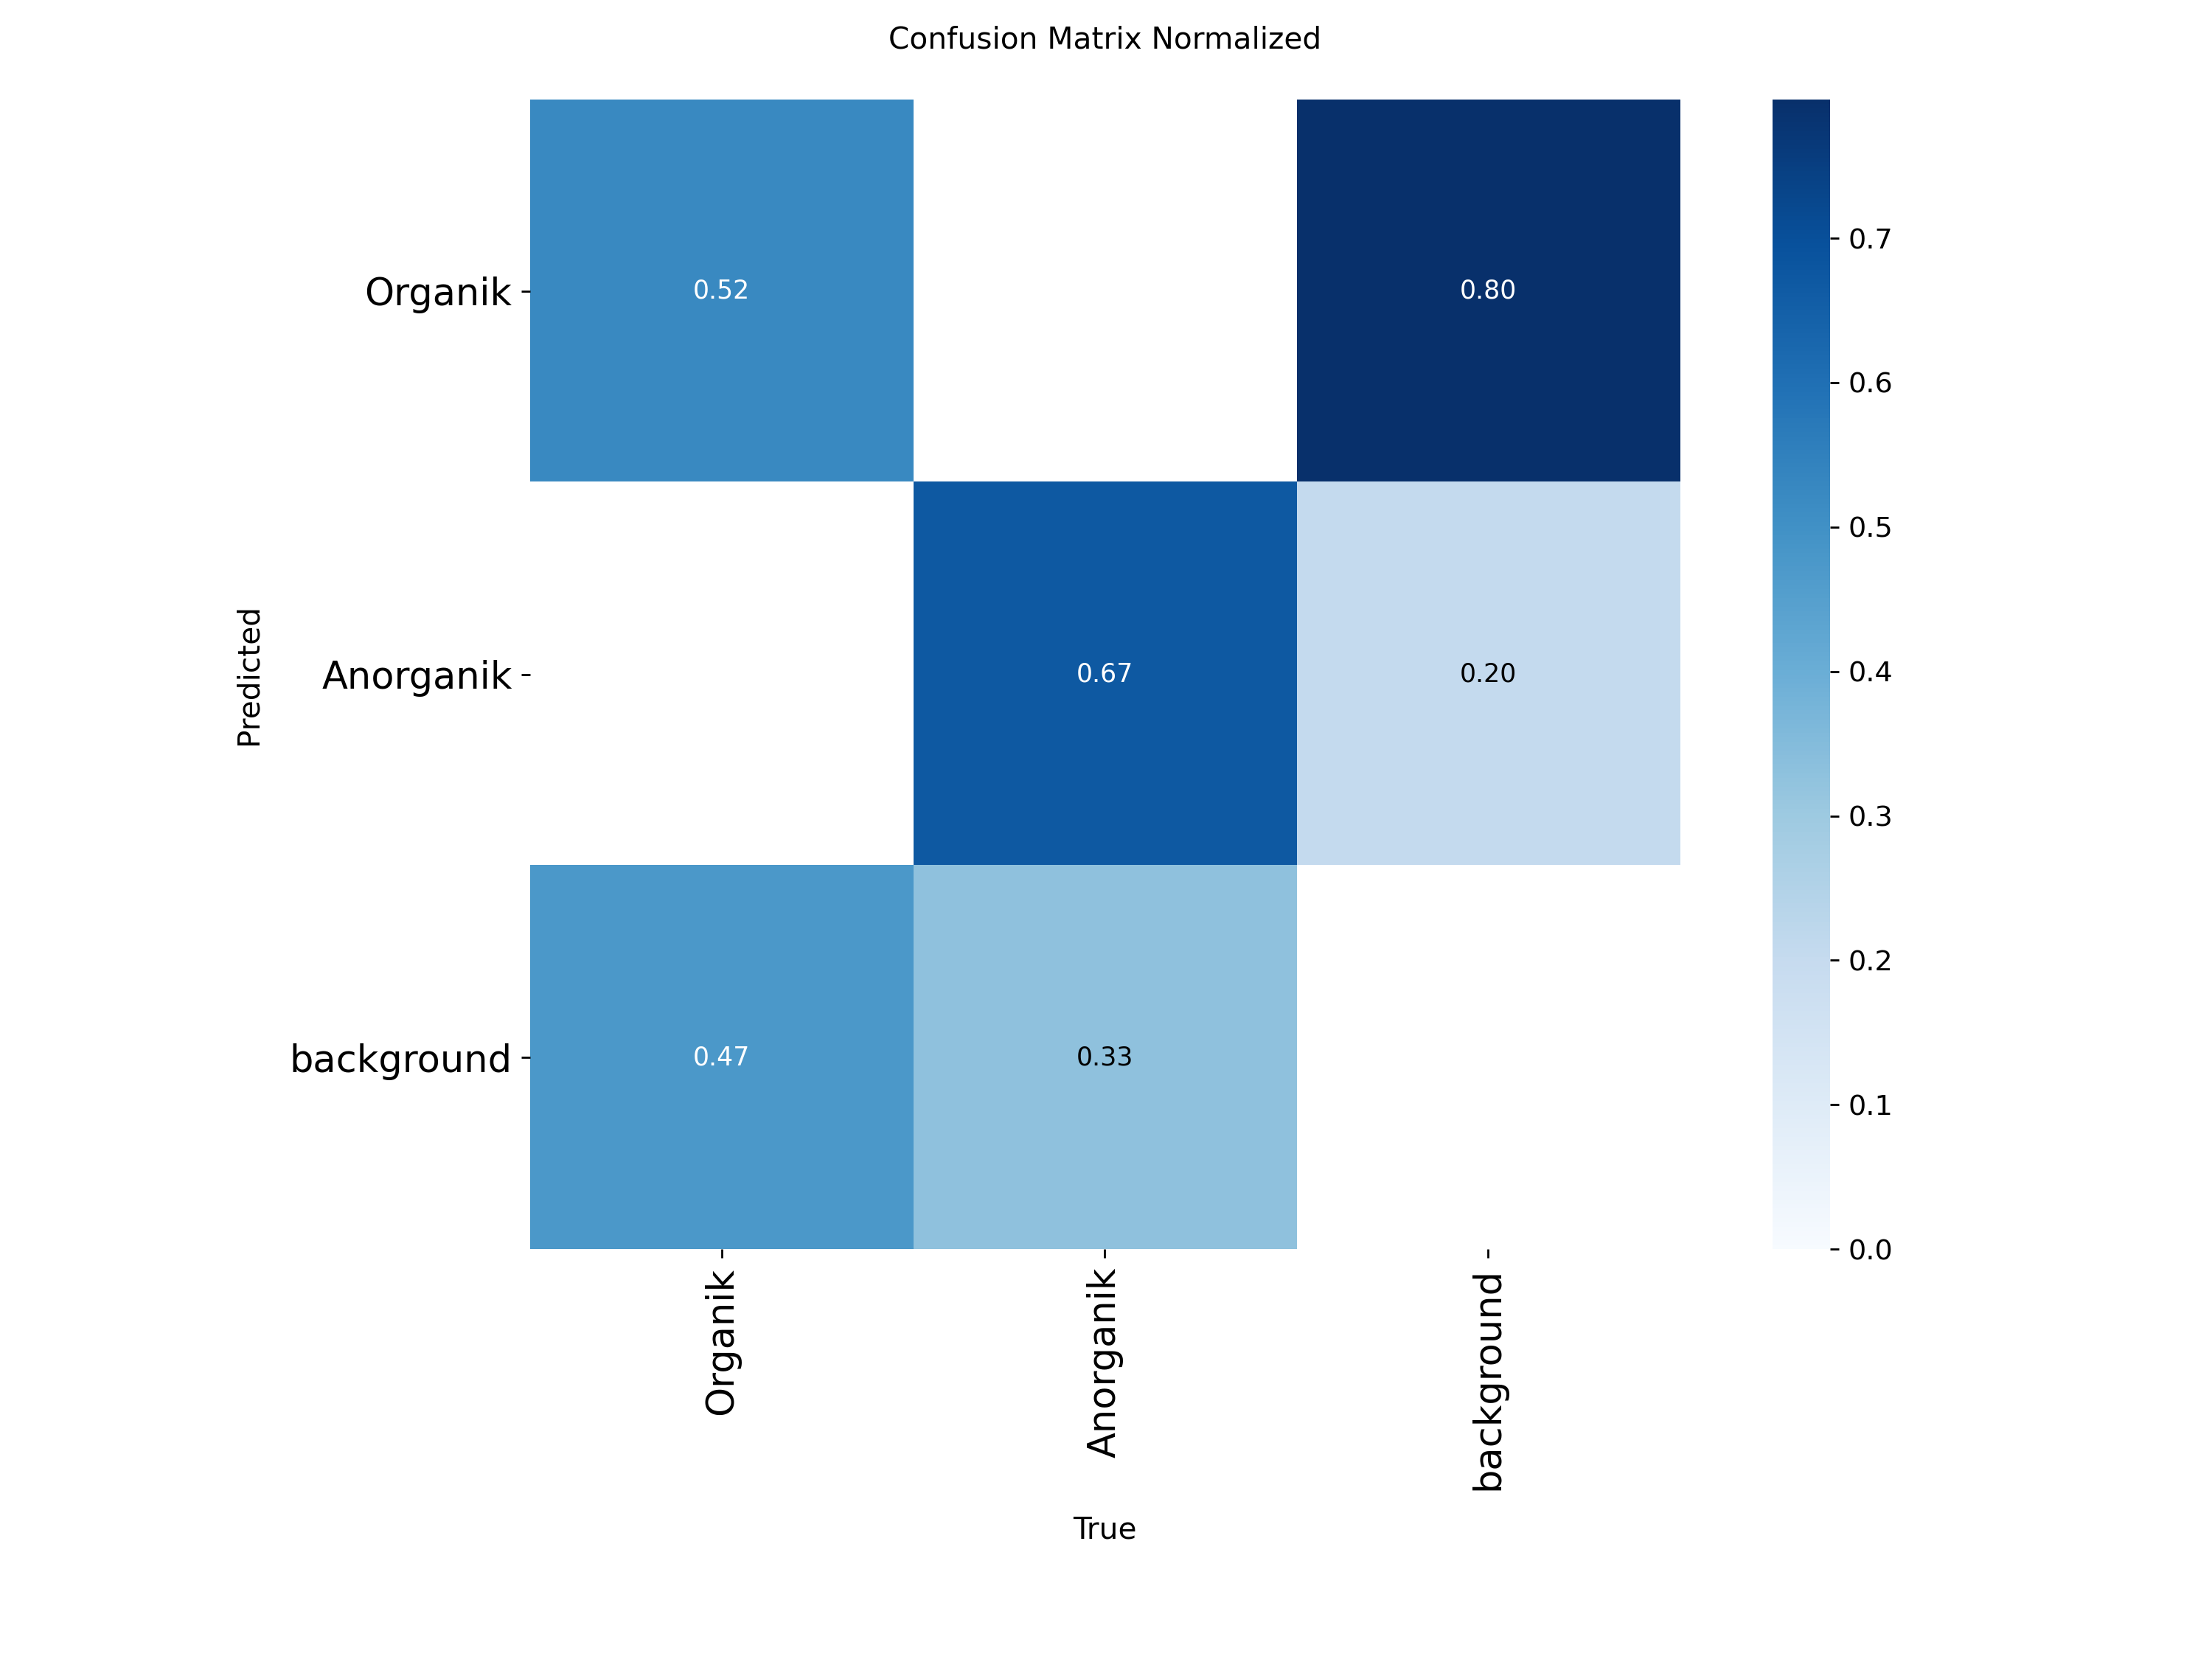 Confusion Matrix Normalized
Organik
0.52
0.80
Anorganik
0.67
0.20
background
0.47
0.33
Predicted
Organik
Anorganik
background
True
0.7
0.6
0.5
0.4
0.3
0.2
0.1
0.0